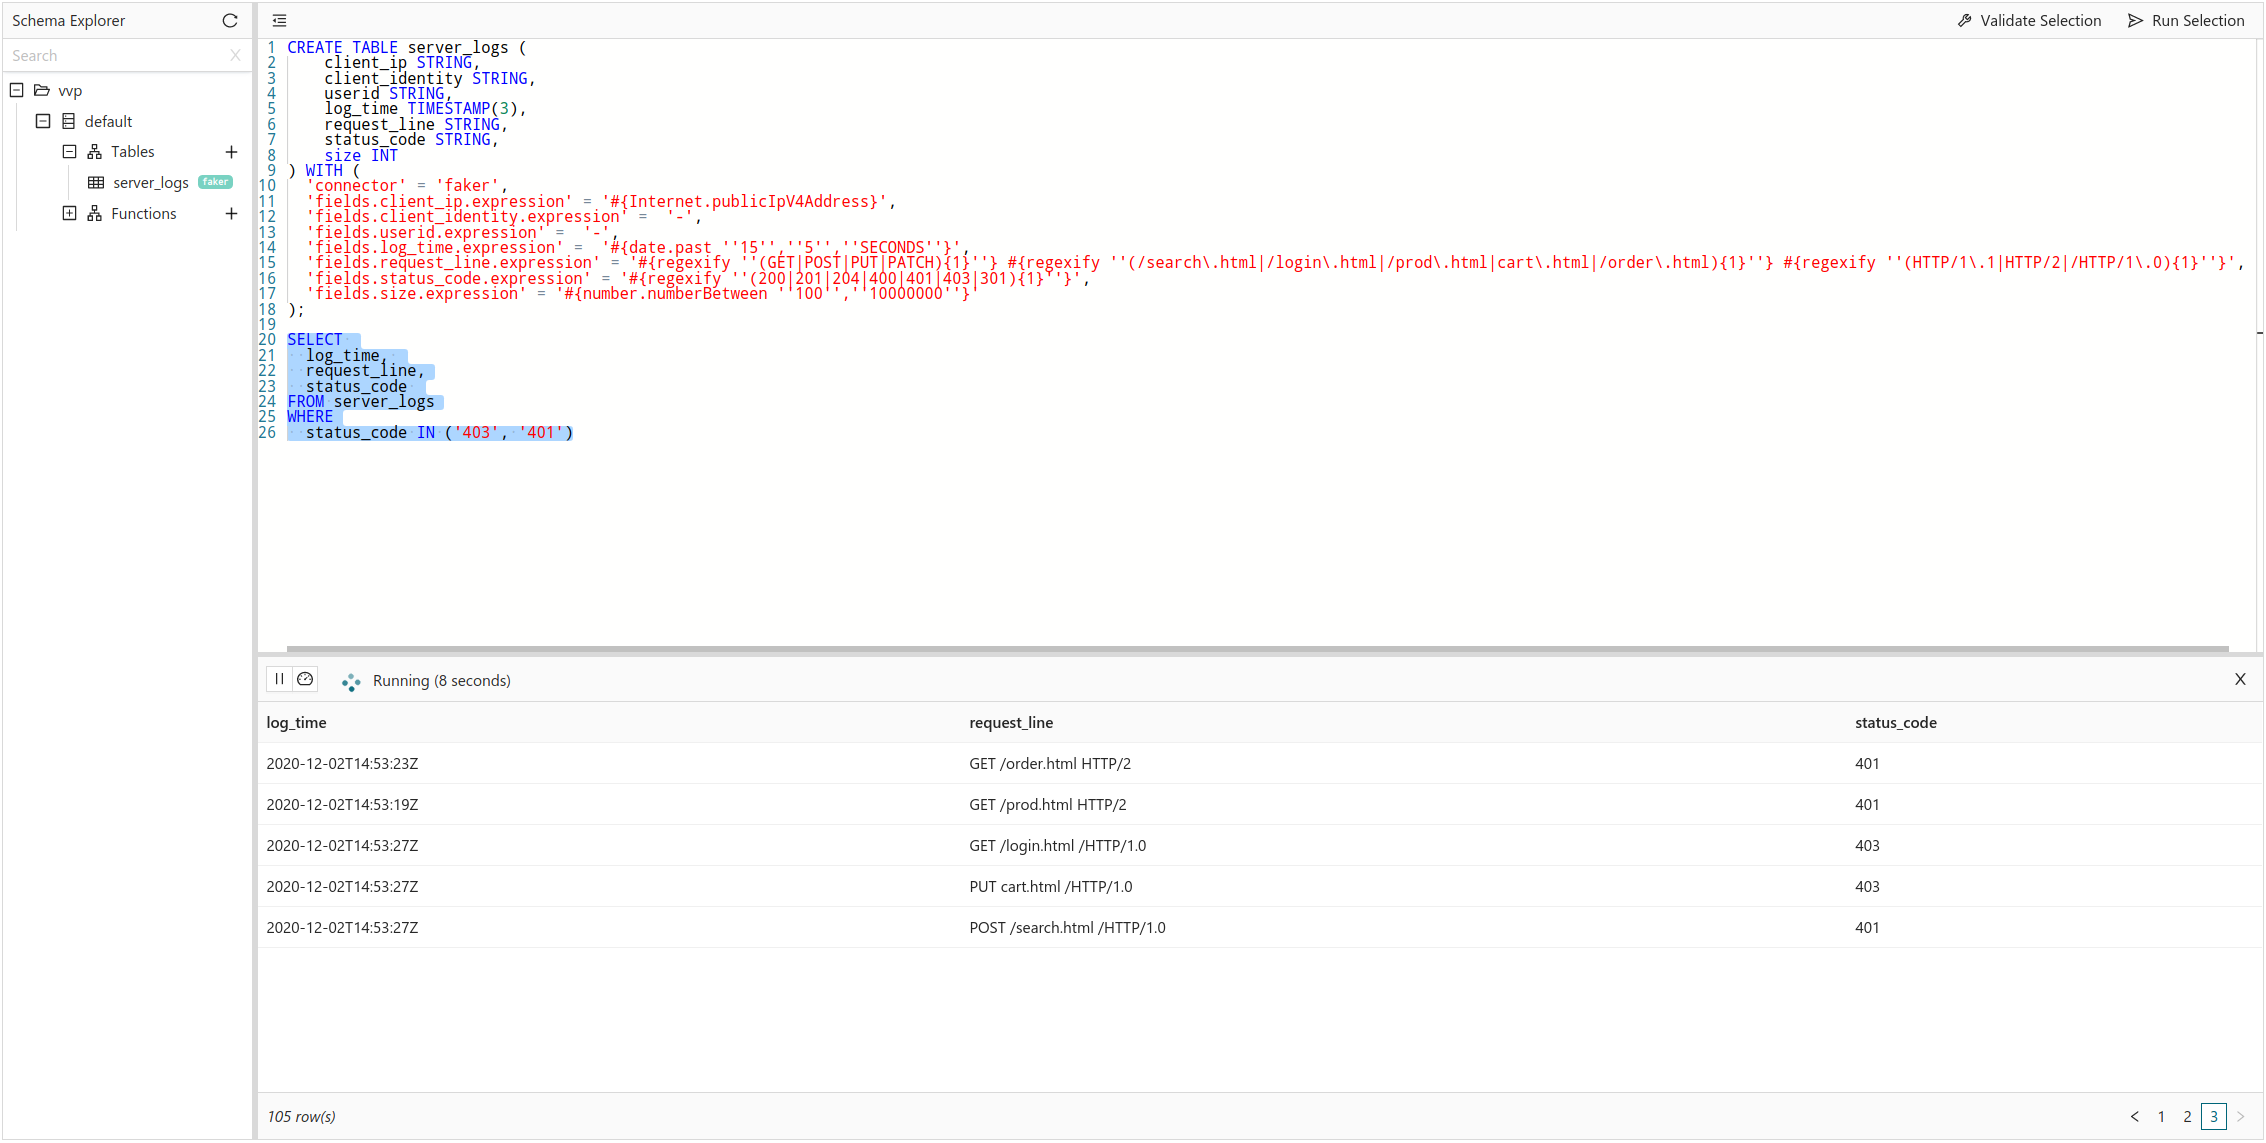 Schema Explorer
Search X
vvp
default
Tables +
server_logs faker
Functions +
Validate Selection Run Selection
1 CREATE TABLE server_logs (
2 client_ip STRING,
3 client_identity STRING,
4 userid STRING,
5 log_time TIMESTAMP(3),
6 request_line STRING,
7 status_code STRING,
8 size INT
9 ) WITH (
10 'connector' = 'faker',
11 'fields.client_ip.expression' = '#{Internet.publicIpV4Address}',
12 'fields.client_identity.expression' =  '-',
13 'fields.userid.expression' =  '-',
14 'fields.log_time.expression' =  '#{date.past ''15'',''5'',''SECONDS''}',
15 'fields.request_line.expression' = '#{regexify ''(GET|POST|PUT|PATCH){1}''} #{regexify ''(/search\.html|/login\.html|/prod\.html|cart\.html|/order\.html){1}''} #{regexify ''(HTTP/1\.1|HTTP/2|/HTTP/1\.0){1}''}',
16 'fields.status_code.expression' = '#{regexify ''(200|201|204|400|401|403|301){1}''}',
17 'fields.size.expression' = '#{number.numberBetween ''100'',''10000000''}'
18 );
19
20 SELECT
21 log_time,
22 request_line,
23 status_code
24 FROM server_logs
25 WHERE
26 status_code IN ('403', '401')
Running (8 seconds) X
log_time request_line status_code
2020-12-02T14:53:23Z GET /order.html HTTP/2 401
2020-12-02T14:53:19Z GET /prod.html HTTP/2 401
2020-12-02T14:53:27Z GET /login.html /HTTP/1.0 403
2020-12-02T14:53:27Z PUT cart.html /HTTP/1.0 403
2020-12-02T14:53:27Z POST /search.html /HTTP/1.0 401
105 row(s) < 1 2 3 >